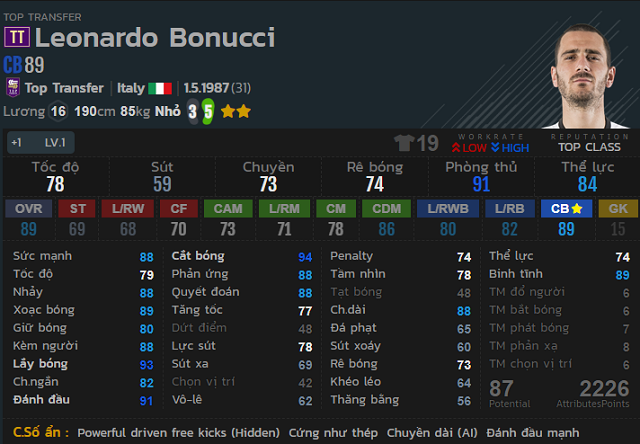 TOP TRANSFER
TT Leonardo Bonucci
CB 89
Top Transfer Italy 1.5.1987 (31)
Lương 16 190cm 85kg Nhỏ 3 5
+1 LV.1
19 WORKRATE LOW HIGH REPUTATION TOP CLASS
Tốc độ Sút Chuyền Rê bóng Phòng thủ Thể lực
78 59 73 74 91 84
OVR ST L/RW CF CAM L/RM CM CDM L/RWB L/RB CB GK
89 69 68 70 73 71 78 86 80 82 89 15
Sức mạnh 88 Cắt bóng 94 Penalty 74 Thể lực 74
Tốc độ 79 Phản ứng 88 Tầm nhìn 78 Bình tĩnh 89
Nhảy 88 Quyết đoán 88 Tạt bóng 48 TM đổ người 6
Xoạc bóng 89 Tăng tốc 77 Ch.dài 88 TM bắt bóng 6
Giữ bóng 80 Dứt điểm 48 Đá phạt 65 TM phát bóng 7
Kèm người 88 Lực sút 78 Sút xoáy 60 TM phản xạ 8
Lấy bóng 93 Sút xa 69 Rê bóng 73 TM chọn vị trí 6
Ch.ngắn 82 Chọn vị trí 42 Khéo léo 64 87 2226
Đánh đầu 91 Vô-lê 62 Thăng bằng 56 Potential AttributesPoints
C.Số ẩn : Powerful driven free kicks (Hidden) Cứng như thép Chuyền dài (AI) Đánh đầu mạnh